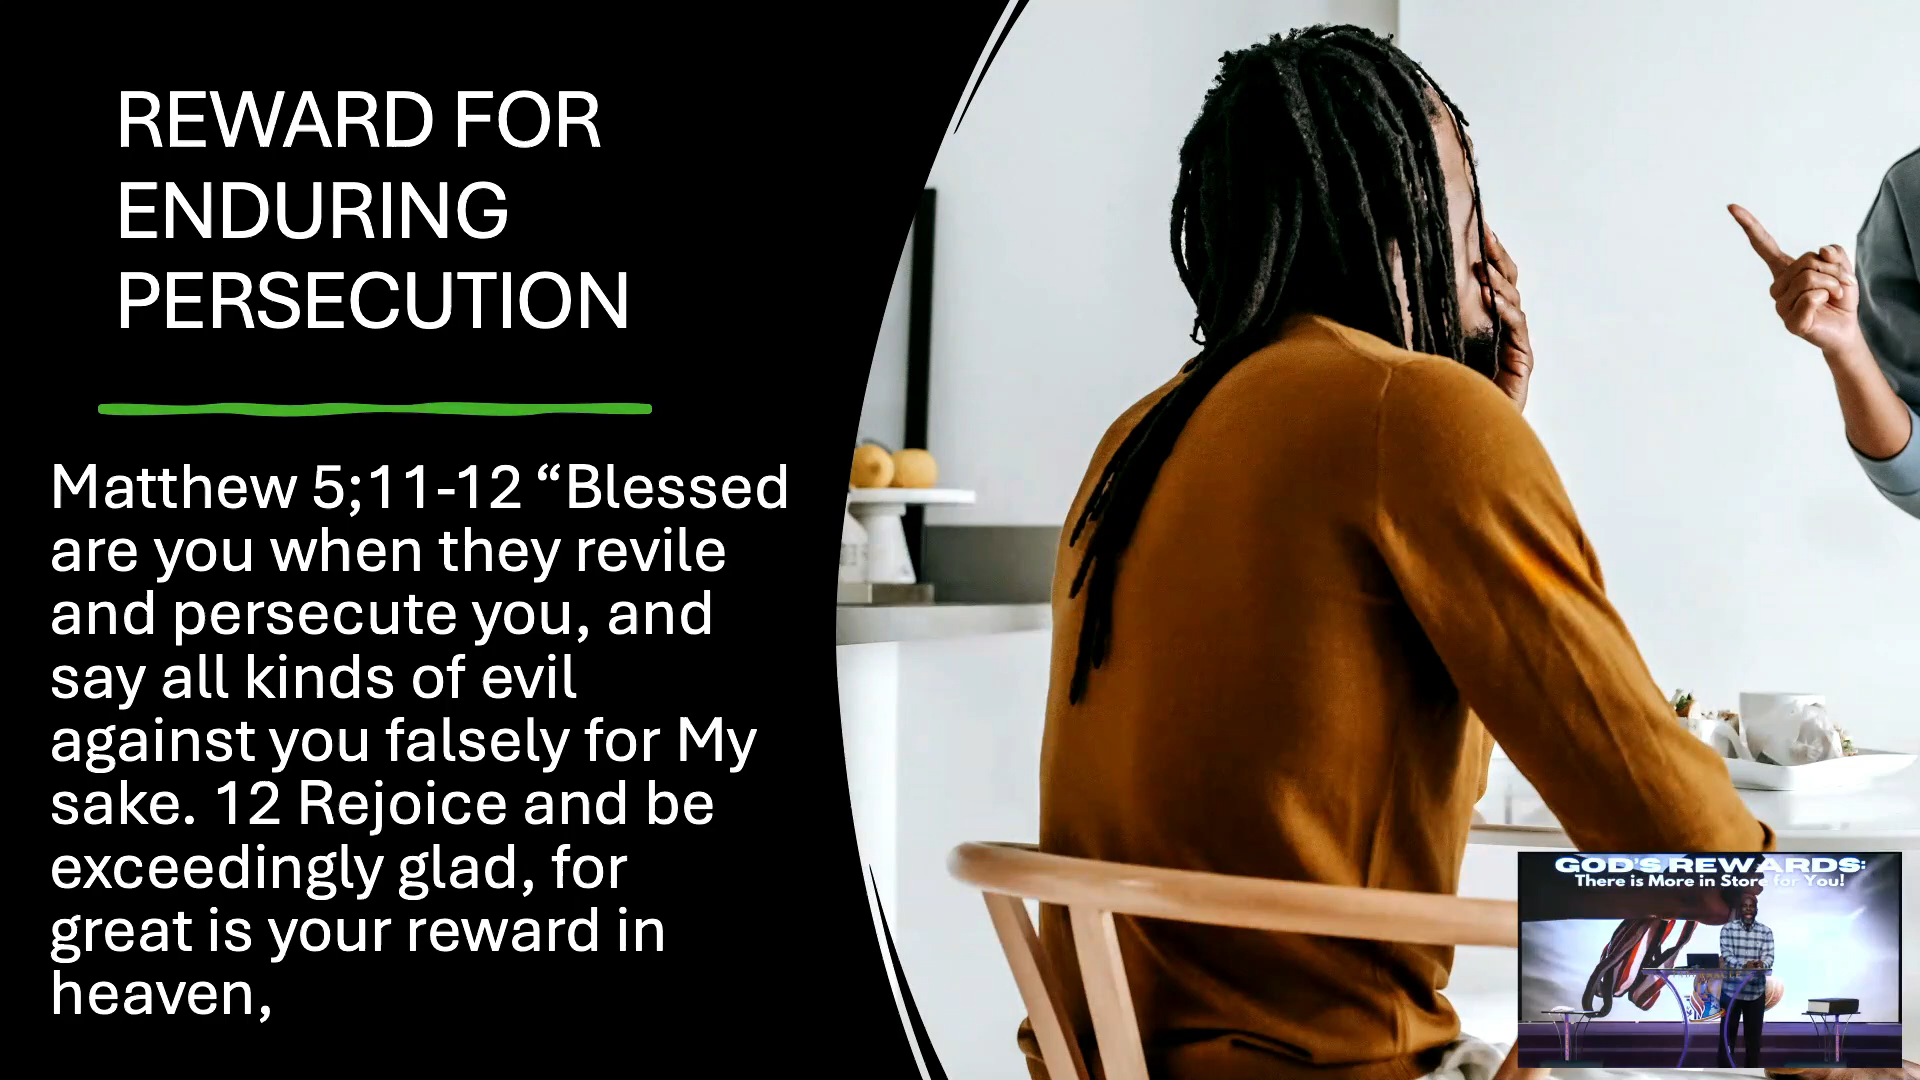 REWARD FOR
ENDURING
PERSECUTION
Matthew 5;11-12 “Blessed
are you when they revile
and persecute you, and
say all kinds of evil
against you falsely for My
sake. 12 Rejoice and be
exceedingly glad, for
great is your reward in
heaven,
GOD'S REWARDS:
There is More in Store for You!